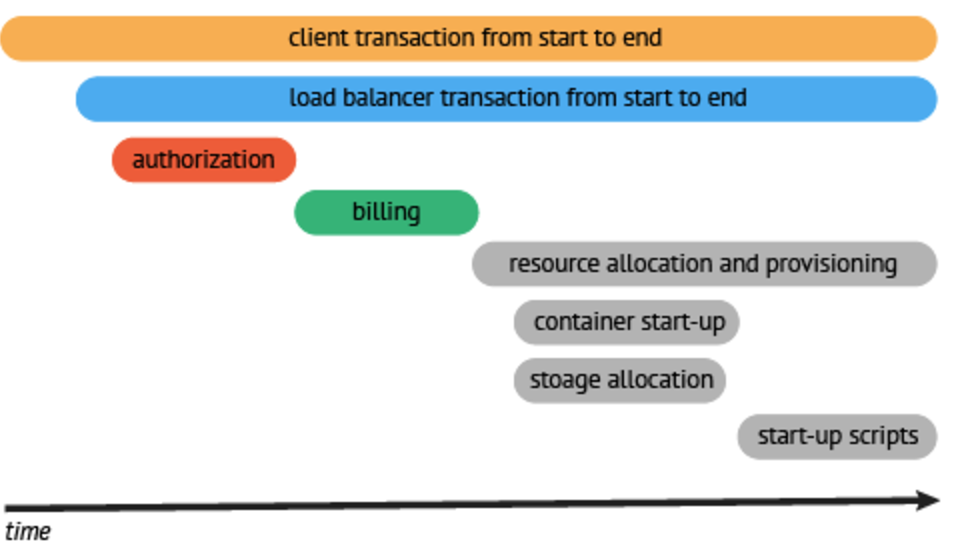 client transaction from start to end
load balancer transaction from start to end
authorization
billing
resource allocation and provisioning
container start-up
stoage allocation
start-up scripts
time